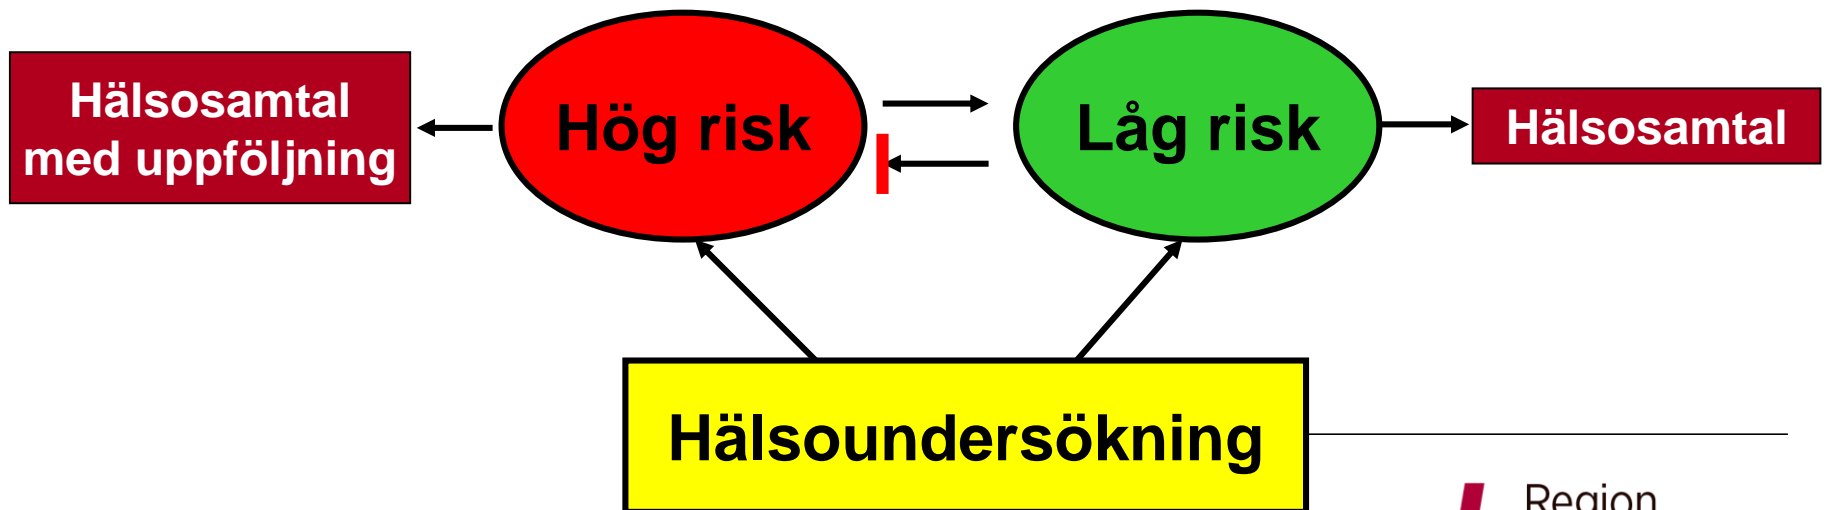 Hälsosamtal
med uppföljning
Hög risk
Låg risk
Hälsosamtal
Hälsoundersökning
Region